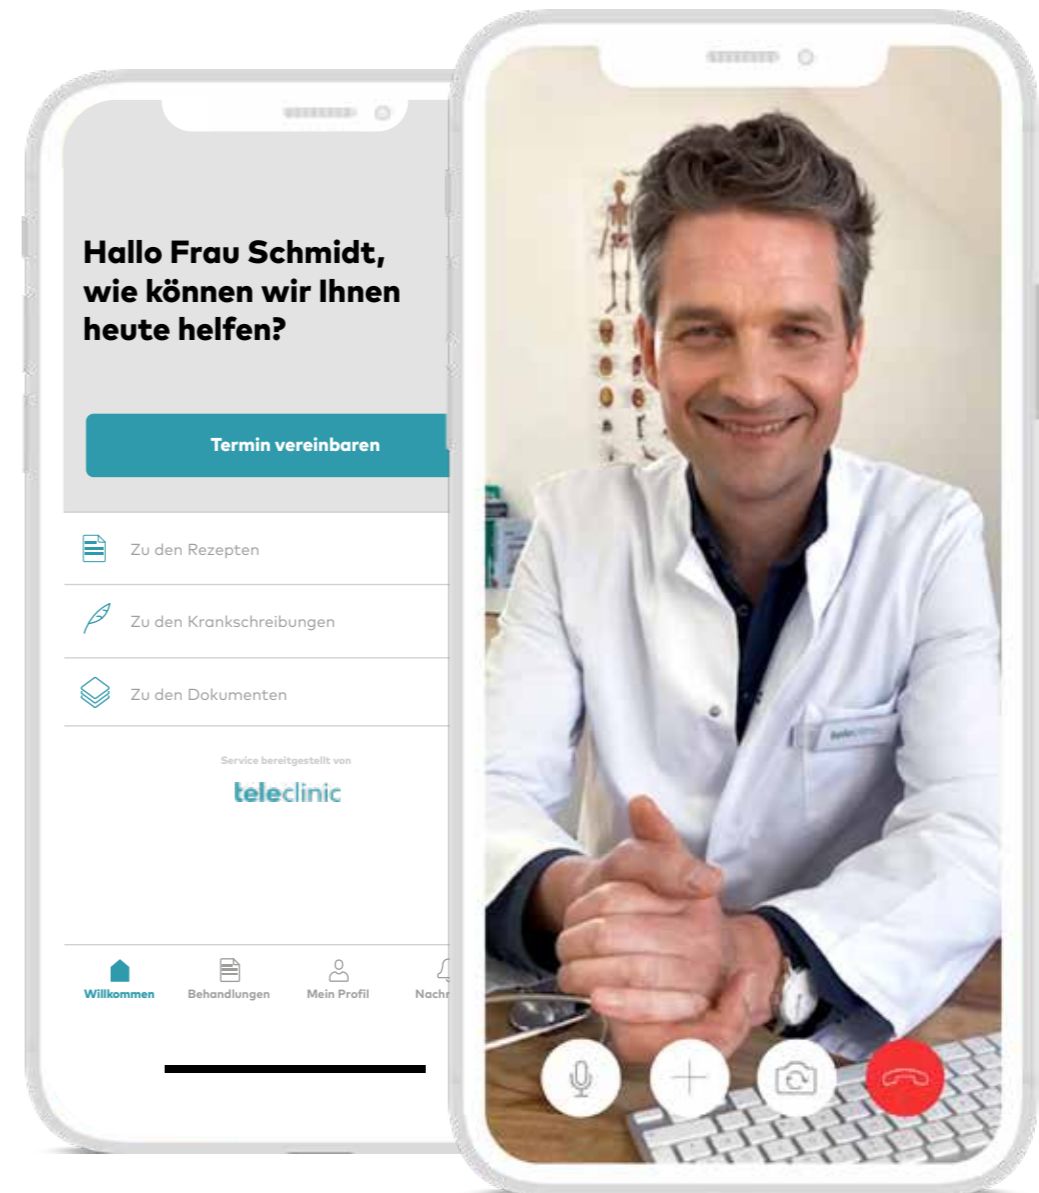 Hallo Frau Schmidt,
wie können wir Ihnen
heute helfen?
Termin vereinbaren
Zu den Rezepten
Zu den Krankschreibungen
Zu den Dokumenten
Service bereitgestellt von
teleclinic
Willkommen
Behandlungen
Mein Profil